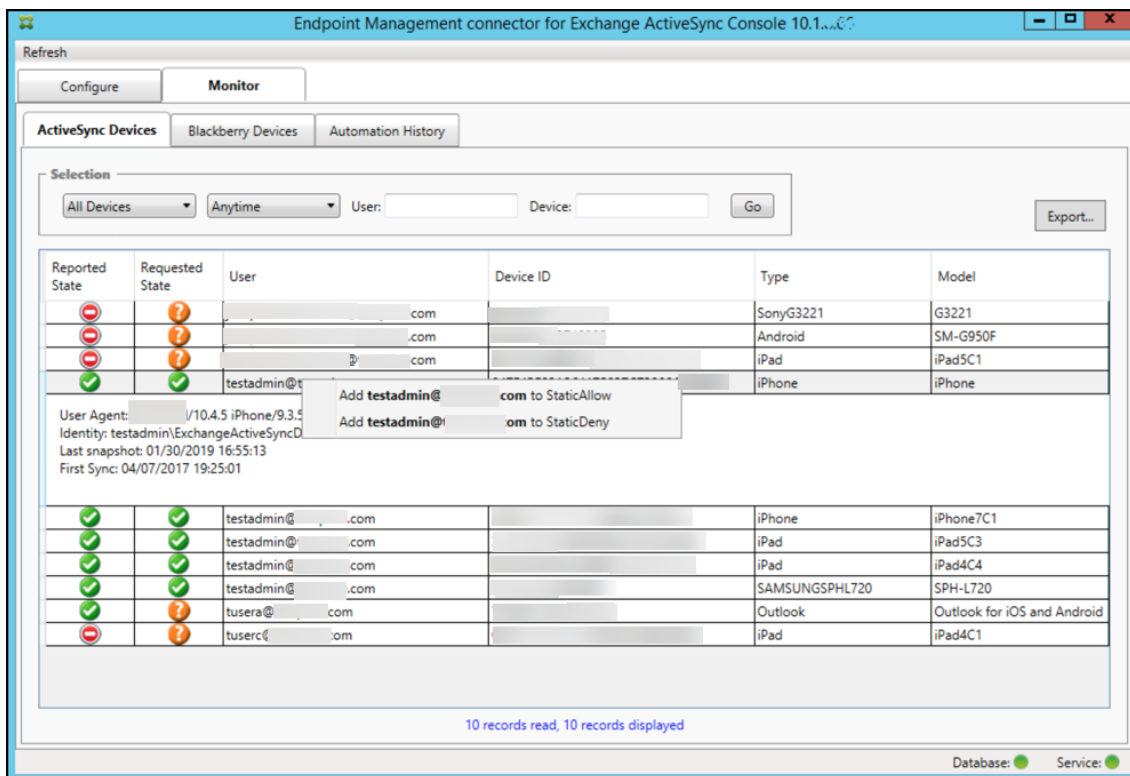 Endpoint Management connector for Exchange ActiveSync Console 10.1
Refresh
Configure Monitor
ActiveSync Devices Blackberry Devices Automation History
Selection
All Devices Anytime User: Device: Go
Export...
Reported State Requested State User Device ID Type Model
.com SonyG3221 G3221
.com Android SM-G950F
.com iPad iPad5C1
testadmin@ iPhone iPhone
Add testadmin@ .com to StaticAllow
Add testadmin@ .com to StaticDeny
User Agent: /10.4.5 iPhone/9.3.5
Identity: testadmin\ExchangeActiveSyncD
Last snapshot: 01/30/2019 16:55:13
First Sync: 04/07/2017 19:25:01
testadmin@ .com iPhone iPhone7C1
testadmin@ .com iPad iPad5C3
testadmin@ .com iPad iPad4C4
testadmin@ .com SAMSUNGSPHL720 SPH-L720
tusera@ .com Outlook Outlook for iOS and Android
tuserc .com iPad iPad4C1
10 records read, 10 records displayed
Database: Service: